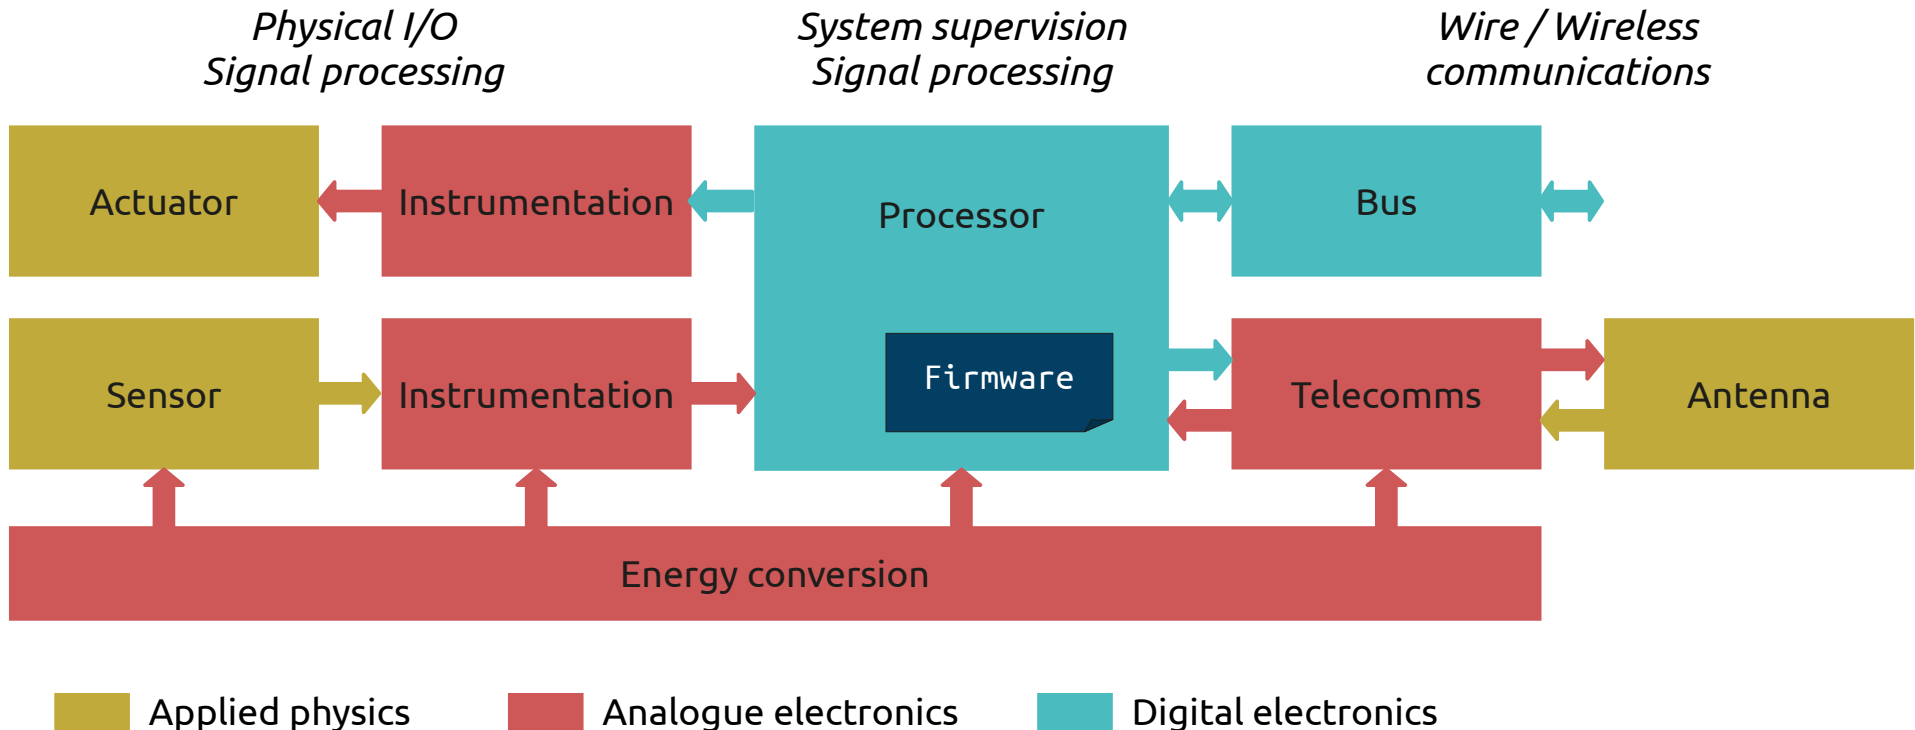 Physical I/O
Signal processing
System supervision
Signal processing
Wire / Wireless
communications
Actuator
Instrumentation
Processor
Bus
Sensor
Instrumentation
Firmware
Telecomms
Antenna
Energy conversion
Applied physics
Analogue electronics
Digital electronics